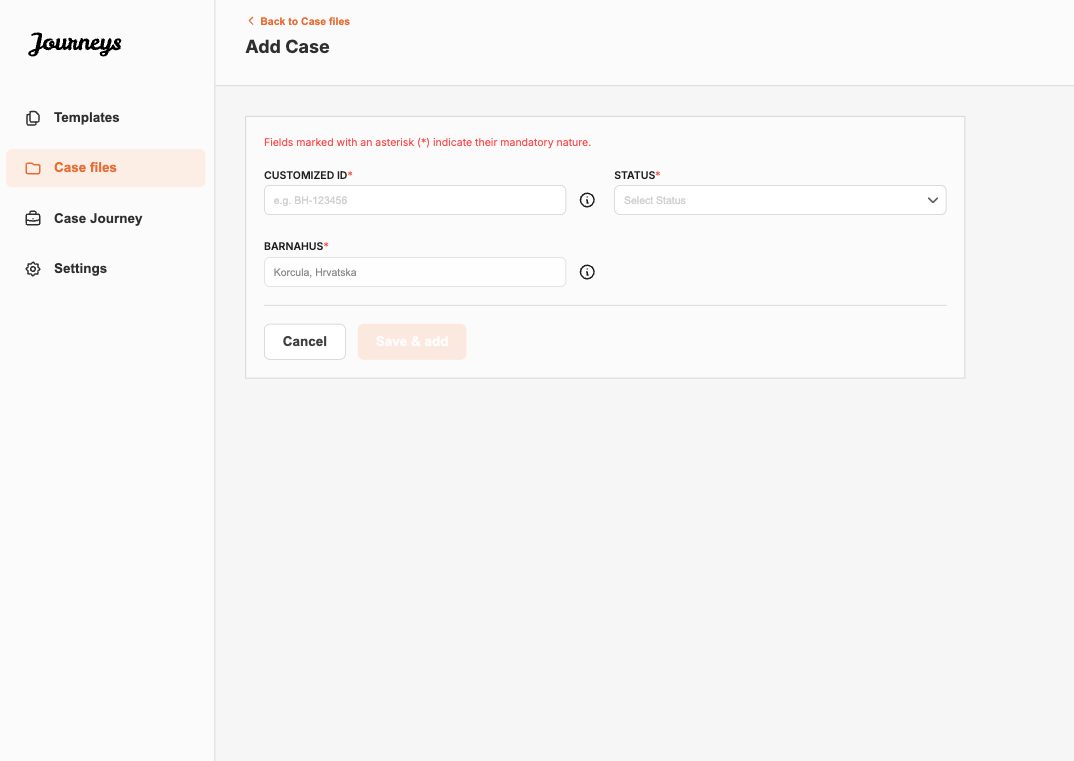 Journeys
Templates
Case files
Case Journey
Settings
Back to Case files
Add Case
Fields marked with an asterisk (*) indicate their mandatory nature.
CUSTOMIZED ID*
e.g. BH-123456
STATUS*
Select Status
BARNAHUS*
Korcula, Hrvatska
Cancel
Save & add